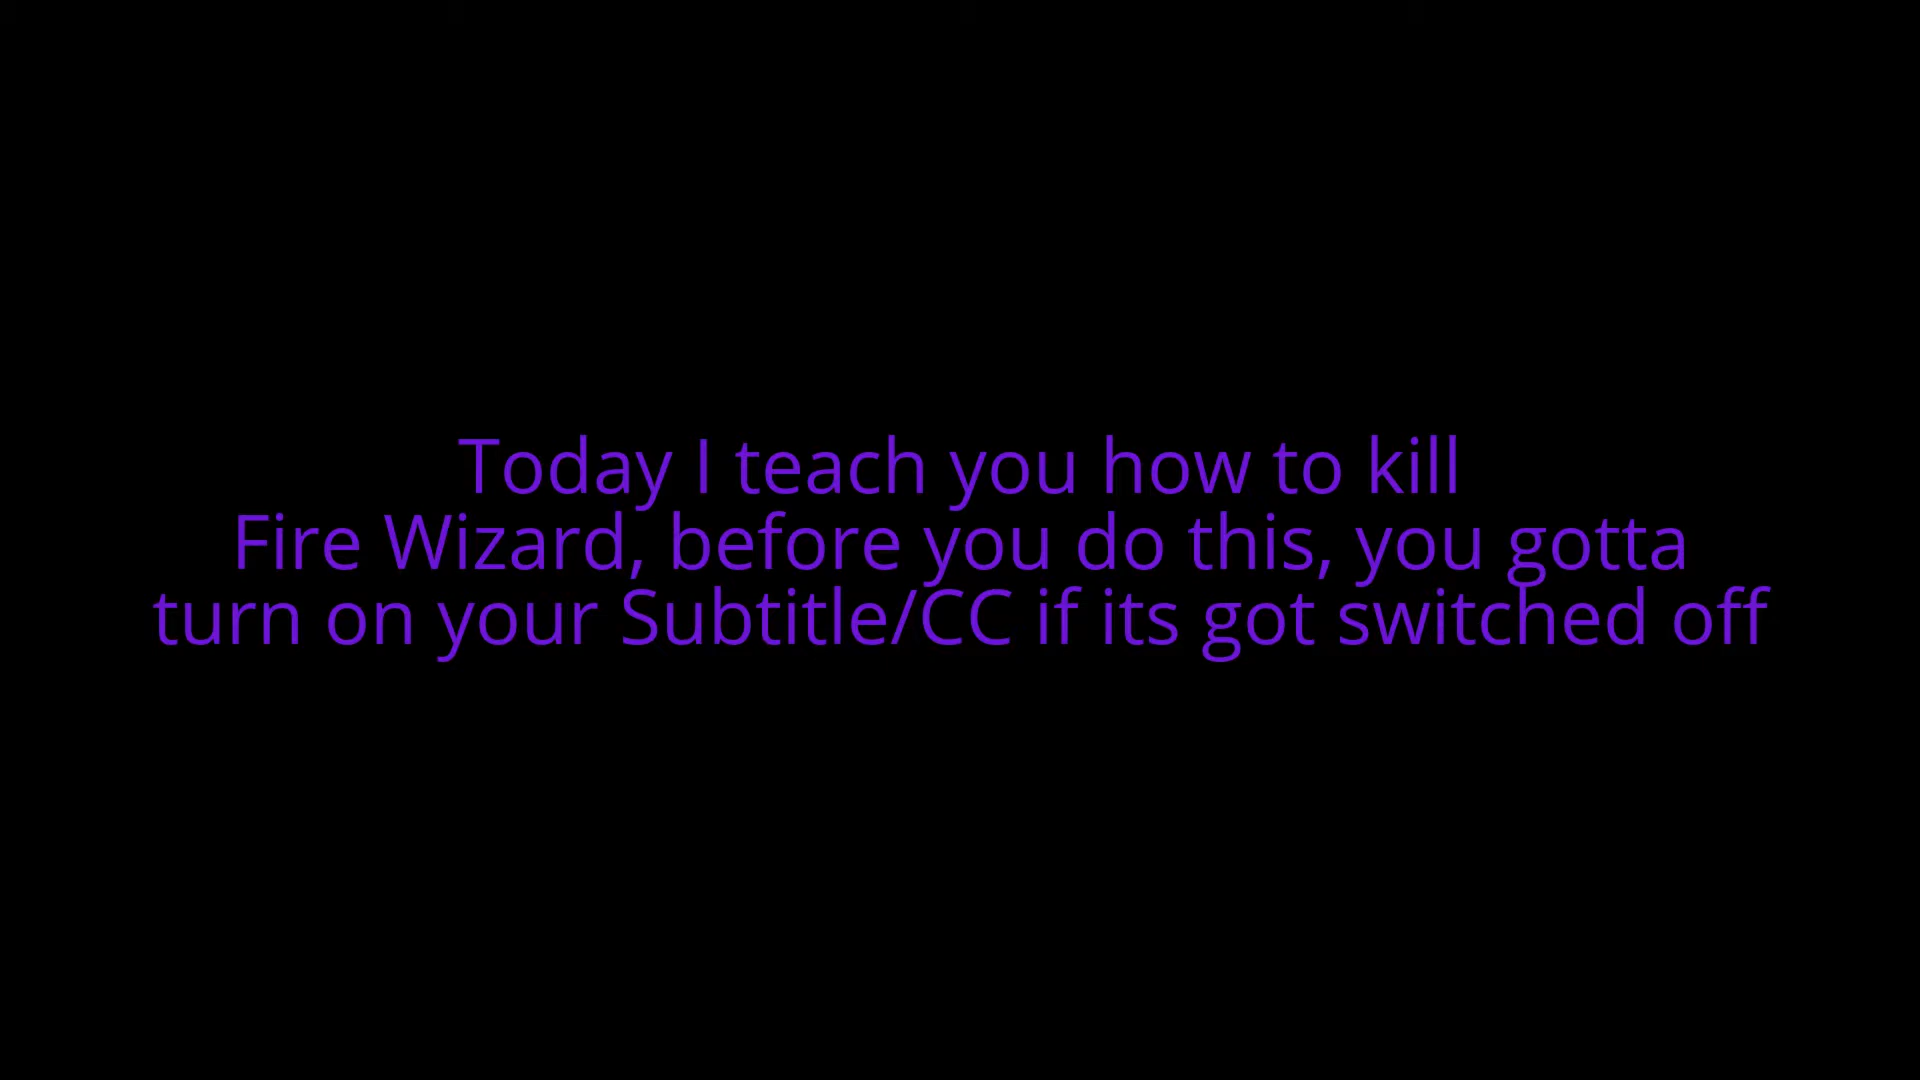 Today I teach you how to kill
Fire Wizard, before you do this, you gotta
turn on your Subtitle/CC if its got switched off